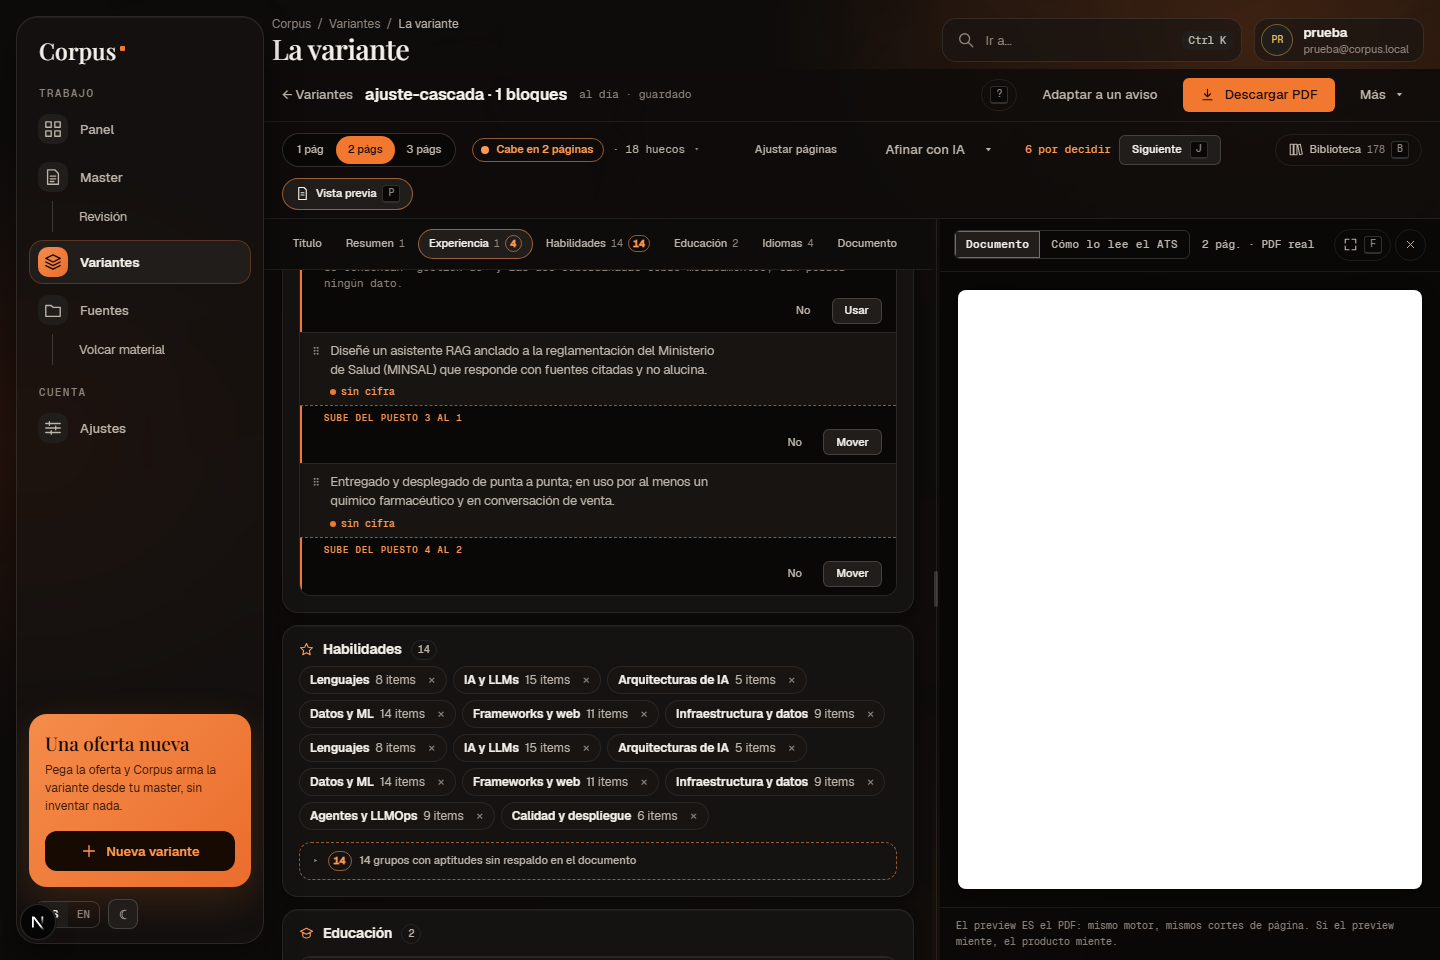 Corpus
TRABAJO
Panel
Master
Revisión
Variantes
Fuentes
Volcar material
CUENTA
Ajustes
Una oferta nueva
Pega la oferta y Corpus arma la
variante desde tu master, sin
inventar nada.
+ Nueva variante
EN
Corpus / Variantes / La variante
La variante
Ir a…
Ctrl K
PR
prueba
prueba@corpus.local
← Variantes
ajuste-cascada · 1 bloques
al día · guardado
?
Adaptar a un aviso
Descargar PDF
Más
1 pág
2 págs
3 págs
Cabe en 2 páginas
· 18 huecos
Ajustar páginas
Afinar con IA
6 por decidir
Siguiente J
Biblioteca 178 B
Vista previa P
Título
Resumen 1
Experiencia 1 4
Habilidades 14 14
Educación 2
Idiomas 4
Documento
ningún dato.
No
Usar
Diseñé un asistente RAG anclado a la reglamentación del Ministerio
de Salud (MINSAL) que responde con fuentes citadas y no alucina.
sin cifra
SUBE DEL PUESTO 3 AL 1
No
Mover
Entregado y desplegado de punta a punta; en uso por al menos un
químico farmacéutico y en conversación de venta.
sin cifra
SUBE DEL PUESTO 4 AL 2
No
Mover
Habilidades 14
Lenguajes 8 items ×
IA y LLMs 15 items ×
Arquitecturas de IA 5 items ×
Datos y ML 14 items ×
Frameworks y web 11 items ×
Infraestructura y datos 9 items ×
Lenguajes 8 items ×
IA y LLMs 15 items ×
Arquitecturas de IA 5 items ×
Datos y ML 14 items ×
Frameworks y web 11 items ×
Infraestructura y datos 9 items ×
Agentes y LLMOps 9 items ×
Calidad y despliegue 6 items ×
14 14 grupos con aptitudes sin respaldo en el documento
Educación 2
Documento
Cómo lo lee el ATS
2 pág. · PDF real
F
×
El preview ES el PDF: mismo motor, mismos cortes de página. Si el preview
miente, el producto miente.